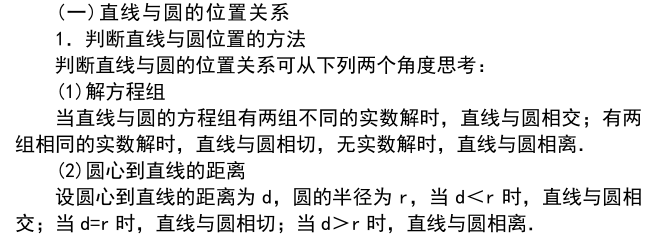 (一)直线与圆的位置关系
1．判断直线与圆位置的方法
判断直线与圆的位置关系可从下列两个角度思考：
(1)解方程组
当直线与圆的方程组有两组不同的实数解时，直线与圆相交；有两
组相同的实数解时，直线与圆相切，无实数解时，直线与圆相离．
(2)圆心到直线的距离
设圆心到直线的距离为 d，圆的半径为 r，当 d＜r 时，直线与圆相
交；当 d=r 时，直线与圆相切；当 d＞r 时，直线与圆相离．